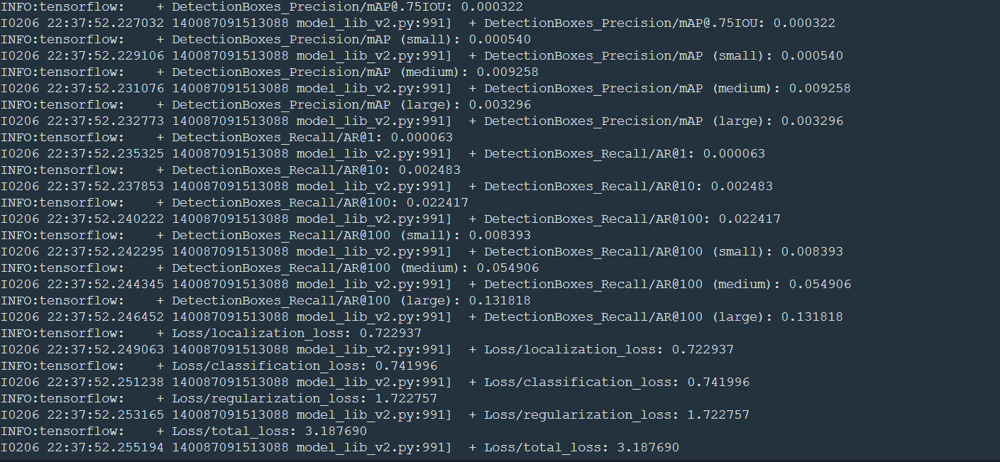 INFO:tensorflow:    + DetectionBoxes_Precision/mAP@.75IOU: 0.000322
I0206 22:37:52.227032 140087091513088 model_lib_v2.py:991]  + DetectionBoxes_Precision/mAP@.75IOU: 0.000322
INFO:tensorflow:    + DetectionBoxes_Precision/mAP (small): 0.000540
I0206 22:37:52.229106 140087091513088 model_lib_v2.py:991]  + DetectionBoxes_Precision/mAP (small): 0.000540
INFO:tensorflow:    + DetectionBoxes_Precision/mAP (medium): 0.009258
I0206 22:37:52.231076 140087091513088 model_lib_v2.py:991]  + DetectionBoxes_Precision/mAP (medium): 0.009258
INFO:tensorflow:    + DetectionBoxes_Precision/mAP (large): 0.003296
I0206 22:37:52.232773 140087091513088 model_lib_v2.py:991]  + DetectionBoxes_Precision/mAP (large): 0.003296
INFO:tensorflow:    + DetectionBoxes_Recall/AR@1: 0.000063
I0206 22:37:52.235325 140087091513088 model_lib_v2.py:991]  + DetectionBoxes_Recall/AR@1: 0.000063
INFO:tensorflow:    + DetectionBoxes_Recall/AR@10: 0.002483
I0206 22:37:52.237853 140087091513088 model_lib_v2.py:991]  + DetectionBoxes_Recall/AR@10: 0.002483
INFO:tensorflow:    + DetectionBoxes_Recall/AR@100: 0.022417
I0206 22:37:52.240222 140087091513088 model_lib_v2.py:991]  + DetectionBoxes_Recall/AR@100: 0.022417
INFO:tensorflow:    + DetectionBoxes_Recall/AR@100 (small): 0.008393
I0206 22:37:52.242295 140087091513088 model_lib_v2.py:991]  + DetectionBoxes_Recall/AR@100 (small): 0.008393
INFO:tensorflow:    + DetectionBoxes_Recall/AR@100 (medium): 0.054906
I0206 22:37:52.244345 140087091513088 model_lib_v2.py:991]  + DetectionBoxes_Recall/AR@100 (medium): 0.054906
INFO:tensorflow:    + DetectionBoxes_Recall/AR@100 (large): 0.131818
I0206 22:37:52.246452 140087091513088 model_lib_v2.py:991]  + DetectionBoxes_Recall/AR@100 (large): 0.131818
INFO:tensorflow:    + Loss/localization_loss: 0.722937
I0206 22:37:52.249063 140087091513088 model_lib_v2.py:991]  + Loss/localization_loss: 0.722937
INFO:tensorflow:    + Loss/classification_loss: 0.741996
I0206 22:37:52.251238 140087091513088 model_lib_v2.py:991]  + Loss/classification_loss: 0.741996
INFO:tensorflow:    + Loss/regularization_loss: 1.722757
I0206 22:37:52.253165 140087091513088 model_lib_v2.py:991]  + Loss/regularization_loss: 1.722757
INFO:tensorflow:    + Loss/total_loss: 3.187690
I0206 22:37:52.255194 140087091513088 model_lib_v2.py:991]  + Loss/total_loss: 3.187690